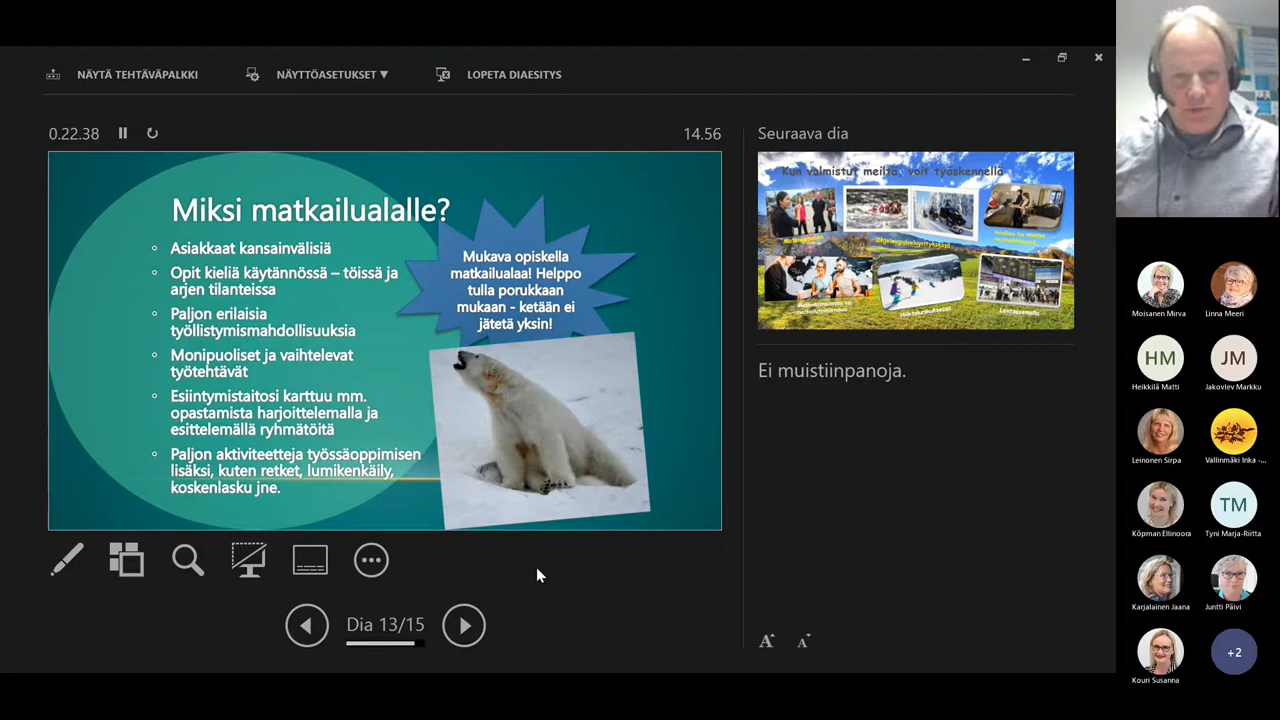 NÄYTÄ TEHTÄVÄPALKKI
NÄYTTÖASETUKSET ▼
LOPETA DIAESITYS
0.22.38
14.56
Miksi matkailualalle?
Asiakkaat kansainvälisiä
Opit kieliä käytännössä – töissä ja
arjen tilanteissa
Paljon erilaisia
työllistymismahdollisuuksia
Monipuoliset ja vaihtelevat
työtehtävät
Esiintymistaitosi karttuu mm.
opastamista harjoittelemalla ja
esittelemällä ryhmätöitä
Paljon aktiviteetteja työssäoppimisen
lisäksi, kuten retket, lumikenkäily,
koskenlasku jne.
Mukava opiskella
matkailualaa! Helppo
tulla porukkaan
mukaan - ketään ei
jätetä yksin!
Dia 13/15
Seuraava dia
Kun valmistut meiltä, voit työskennellä
Ohjelmapalveluyrityksessä
Hiihtokeskuksessa
Lentoasemalla
Ei muistiinpanoja.
A A
Moisanen Mirva
Linna Meeri
HM
Heikkilä Matti
JM
Jakovlev Markku
Leinonen Sirpa
Vallinmäki Inka -...
Köpman Ellinoora
TM
Tyni Marja-Riitta
Karjalainen Jaana
Juntti Päivi
Kouri Susanna
+2